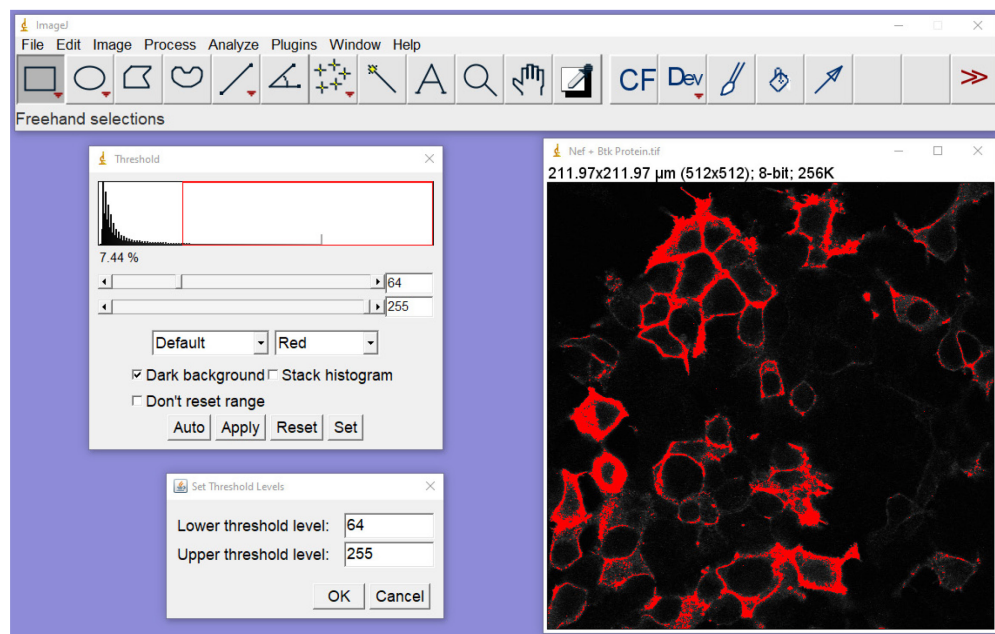 ImageJ
File Edit Image Process Analyze Plugins Window Help
A CF Dev >>
Freehand selections
Threshold
7.44 %
64
255
Default Red
Dark background Stack histogram
Don't reset range
Auto Apply Reset Set
Set Threshold Levels
Lower threshold level: 64
Upper threshold level: 255
OK Cancel
Nef + Btk Protein.tif
211.97x211.97 µm (512x512); 8-bit; 256K